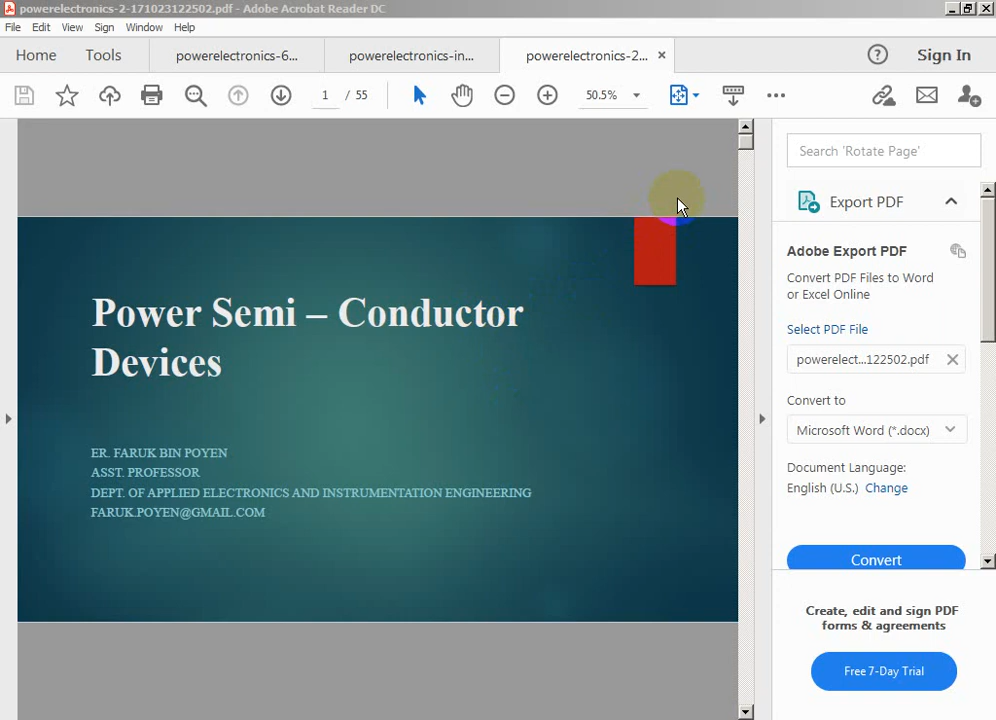 powerelectronics-2-171023122502.pdf - Adobe Acrobat Reader DC
File Edit View Sign Window Help
Home Tools powerelectronics-6... powerelectronics-in... powerelectronics-2... Sign In
1 / 55 50.5%
Search 'Rotate Page'
Export PDF
Adobe Export PDF
Convert PDF Files to Word
or Excel Online
Select PDF File
powerelect...122502.pdf
Convert to
Microsoft Word (*.docx)
Document Language:
English (U.S.) Change
Convert
Create, edit and sign PDF
forms & agreements
Free 7-Day Trial
Power Semi – Conductor
Devices
ER. FARUK BIN POYEN
ASST. PROFESSOR
DEPT. OF APPLIED ELECTRONICS AND INSTRUMENTATION ENGINEERING
FARUK.POYEN@GMAIL.COM